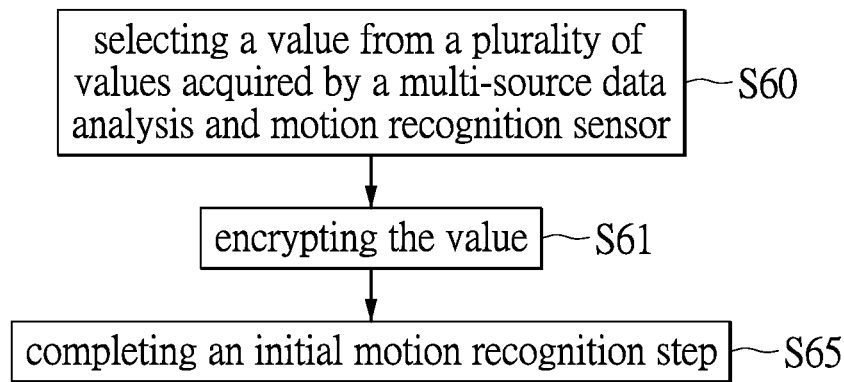 selecting a value from a plurality of
values acquired by a multi-source data
analysis and motion recognition sensor
S60
encrypting the value
S61
completing an initial motion recognition step
S65